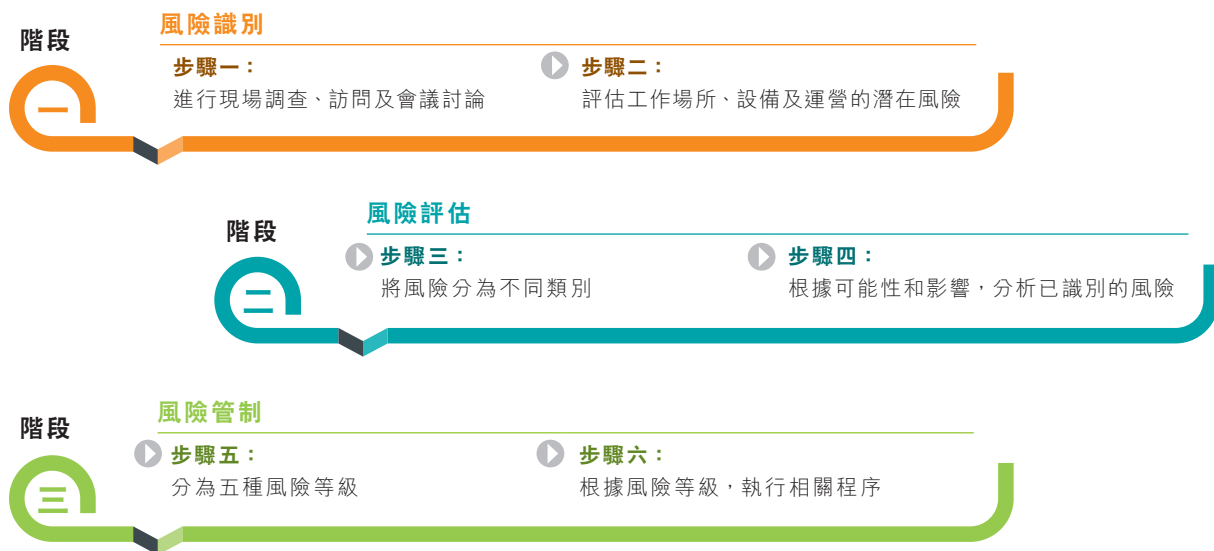 階段
一
風險識別
步驟一：
進行現場調查、訪問及會議討論
步驟二：
評估工作場所、設備及運營的潛在風險
階段
二
風險評估
步驟三：
將風險分為不同類別
步驟四：
根據可能性和影響，分析已識別的風險
階段
三
風險管制
步驟五：
分為五種風險等級
步驟六：
根據風險等級，執行相關程序